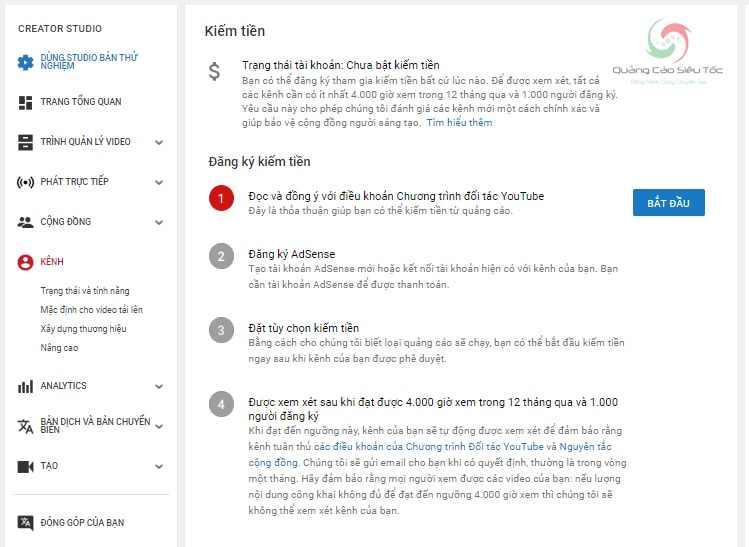 CREATOR STUDIO
DÙNG STUDIO BẢN THỬ
NGHIỆM
TRANG TỔNG QUAN
TRÌNH QUẢN LÝ VIDEO
PHÁT TRỰC TIẾP
CỘNG ĐỒNG
KÊNH
Trạng thái và tính năng
Mặc định cho video tải lên
Xây dựng thương hiệu
Nâng cao
ANALYTICS
BẢN DỊCH VÀ BẢN CHUYỂN
BIÊN
TẠO
ĐÓNG GÓP CỦA BẠN
Kiếm tiền
Quảng Cáo Siêu Tốc
Đồng Hành Cùng Chuyên Gia
$
Trạng thái tài khoản: Chưa bật kiếm tiền
Bạn có thể đăng ký tham gia kiếm tiền bất cứ lúc nào. Để được xem xét, tất cả
các kênh cần có ít nhất 4.000 giờ xem trong 12 tháng qua và 1.000 người đăng ký.
Yêu cầu này cho phép chúng tôi đánh giá các kênh mới một cách chính xác và
giúp bảo vệ cộng đồng người sáng tạo. Tìm hiểu thêm
Đăng ký kiếm tiền
1
Đọc và đồng ý với điều khoản Chương trình đối tác YouTube
Đây là thỏa thuận giúp bạn có thể kiếm tiền từ quảng cáo.
BẮT ĐẦU
2
Đăng ký AdSense
Tạo tài khoản AdSense mới hoặc kết nối tài khoản hiện có với kênh của bạn. Bạn
cần tài khoản AdSense để được thanh toán.
3
Đặt tùy chọn kiếm tiền
Bằng cách cho chúng tôi biết loại quảng cáo sẽ chạy, bạn có thể bắt đầu kiếm tiền
ngay sau khi kênh của bạn được phê duyệt.
4
Được xem xét sau khi đạt được 4.000 giờ xem trong 12 tháng qua và 1.000
người đăng ký
Khi đạt đến ngưỡng này, kênh của bạn sẽ tự động được xem xét để đảm bảo rằng
kênh tuân thủ các điều khoản của Chương trình Đối tác YouTube và Nguyên tắc
cộng đồng. Chúng tôi sẽ gửi email cho bạn khi có quyết định, thường là trong vòng
một tháng. Hãy đảm bảo rằng mọi người xem được các video của bạn: nếu lượng
nội dung công khai không đủ để đạt đến ngưỡng 4.000 giờ xem thì chúng tôi sẽ
không thể xem xét kênh của bạn.